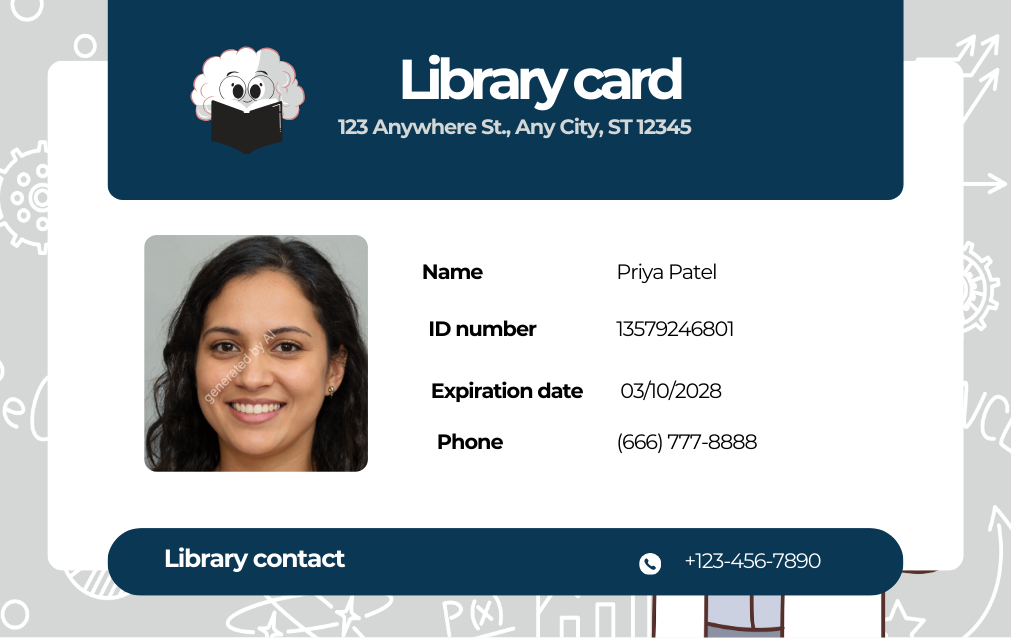 Library card
123 Anywhere St., Any City, ST 12345
generated by AI
Name Priya Patel
ID number 13579246801
Expiration date 03/10/2028
Phone (666) 777-8888
Library contact +123-456-7890
P(x)